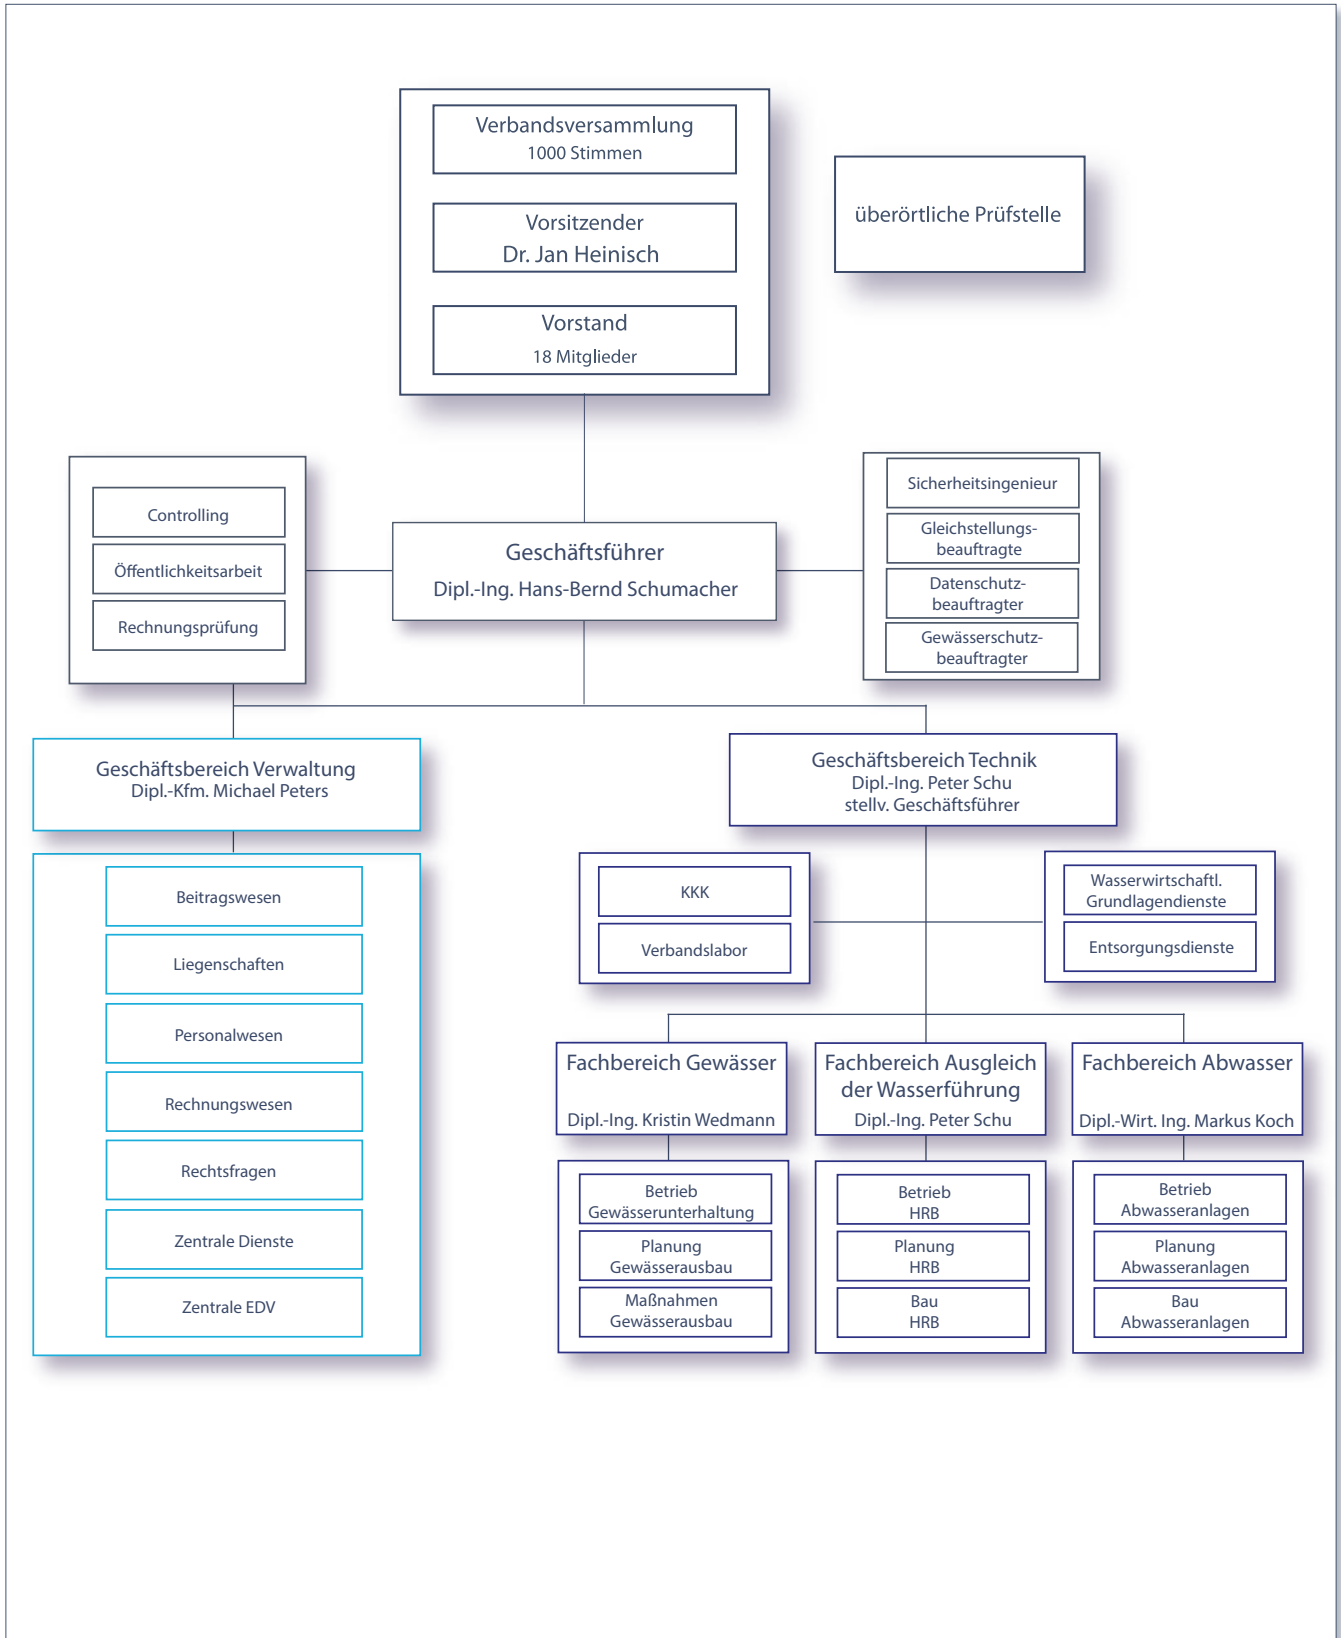 Verbandsversammlung
1000 Stimmen
Vorsitzender
Dr. Jan Heinisch
Vorstand
18 Mitglieder
überörtliche Prüfstelle
Controlling
Öffentlichkeitsarbeit
Rechnungsprüfung
Geschäftsführer
Dipl.-Ing. Hans-Bernd Schumacher
Sicherheitsingenieur
Gleichstellungs-
beauftragte
Datenschutz-
beauftragter
Gewässerschutz-
beauftragter
Geschäftsbereich Verwaltung
Dipl.-Kfm. Michael Peters
Beitragswesen
Liegenschaften
Personalwesen
Rechnungswesen
Rechtsfragen
Zentrale Dienste
Zentrale EDV
Geschäftsbereich Technik
Dipl.-Ing. Peter Schu
stellv. Geschäftsführer
KKK
Verbandslabor
Wasserwirtschaftl.
Grundlagendienste
Entsorgungsdienste
Fachbereich Gewässer
Dipl.-Ing. Kristin Wedmann
Betrieb
Gewässerunterhaltung
Planung
Gewässerausbau
Maßnahmen
Gewässerausbau
Fachbereich Ausgleich
der Wasserführung
Dipl.-Ing. Peter Schu
Betrieb
HRB
Planung
HRB
Bau
HRB
Fachbereich Abwasser
Dipl.-Wirt. Ing. Markus Koch
Betrieb
Abwasseranlagen
Planung
Abwasseranlagen
Bau
Abwasseranlagen